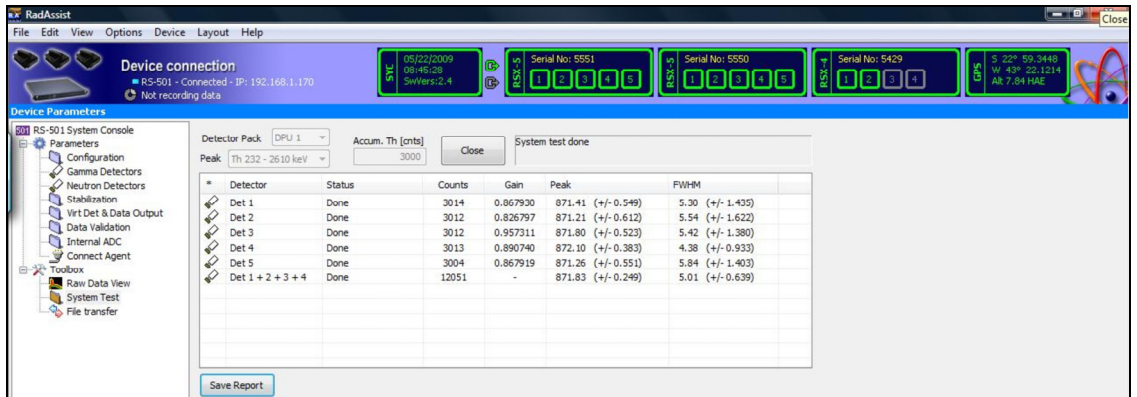 RadAssist
Close
File Edit View Options Device Layout Help
Device connection
RS-501 - Connected - IP: 192.168.1.170
Not recording data
SYC
05/22/2009
08:45:28
SwVers:2.4
RSX-5
Serial No: 5551
1 2 3 4 5
RSX-5
Serial No: 5550
1 2 3 4 5
RSX-4
Serial No: 5429
1 2 3 4
GPS
S 22° 59.3448
W 43° 22.1214
Alt 7.84 HAE
Device Parameters
501 RS-501 System Console
Parameters
Configuration
Gamma Detectors
Neutron Detectors
Stabilization
Virt Det & Data Output
Data Validation
Internal ADC
Connect Agent
Toolbox
Raw Data View
System Test
File transfer
Detector Pack DPU 1
Peak Th 232 - 2610 keV
Accum. Th [cnts]
3000
Close
System test done
* Detector Status Counts Gain Peak FWHM
Det 1 Done 3014 0.867930 871.41 (+/- 0.549) 5.30 (+/- 1.435)
Det 2 Done 3012 0.826797 871.21 (+/- 0.612) 5.54 (+/- 1.622)
Det 3 Done 3012 0.957311 871.80 (+/- 0.523) 5.42 (+/- 1.380)
Det 4 Done 3013 0.890740 872.10 (+/- 0.383) 4.38 (+/- 0.933)
Det 5 Done 3004 0.867919 871.26 (+/- 0.551) 5.84 (+/- 1.403)
Det 1 + 2 + 3 + 4 Done 12051 - 871.83 (+/- 0.249) 5.01 (+/- 0.639)
Save Report